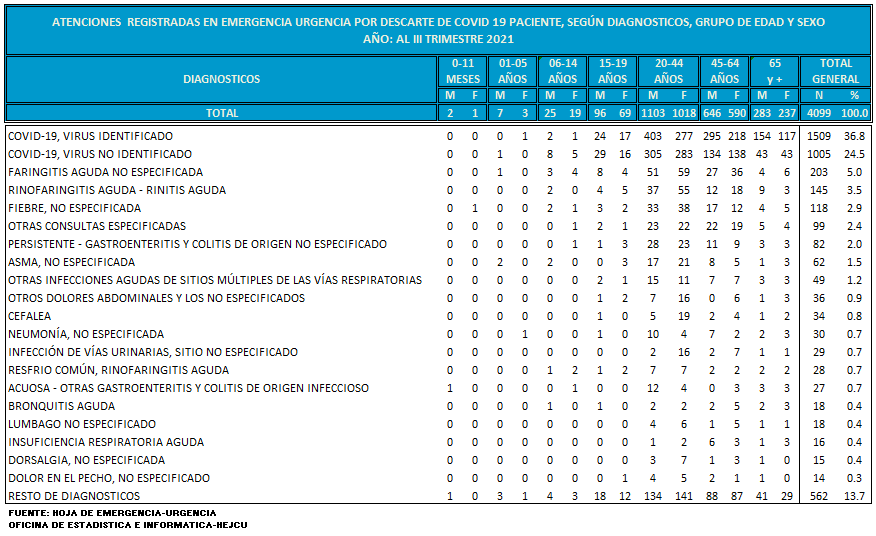 ATENCIONES REGISTRADAS EN EMERGENCIA URGENCIA POR DESCARTE DE COVID 19 PACIENTE, SEGÚN DIAGNOSTICOS, GRUPO DE EDAD Y SEXO
AÑO: AL III TRIMESTRE 2021
DIAGNOSTICOS 0-11 MESES 01-05 AÑOS 06-14 AÑOS 15-19 AÑOS 20-44 AÑOS 45-64 AÑOS 65 y + TOTAL GENERAL
M F M F M F M F M F M F M F N %
TOTAL 2 1 7 3 25 19 96 69 1103 1018 646 590 283 237 4099 100.0
COVID-19, VIRUS IDENTIFICADO 0 0 0 1 2 1 24 17 403 277 295 218 154 117 1509 36.8
COVID-19, VIRUS NO IDENTIFICADO 0 0 1 0 8 5 29 16 305 283 134 138 43 43 1005 24.5
FARINGITIS AGUDA NO ESPECIFICADA 0 0 1 0 3 4 8 4 51 59 27 36 4 6 203 5.0
RINOFARINGITIS AGUDA - RINITIS AGUDA 0 0 0 0 2 0 4 5 37 55 12 18 9 3 145 3.5
FIEBRE, NO ESPECIFICADA 0 1 0 0 2 1 3 2 33 38 17 12 4 5 118 2.9
OTRAS CONSULTAS ESPECIFICADAS 0 0 0 0 0 1 2 1 23 22 22 19 5 4 99 2.4
PERSISTENTE - GASTROENTERITIS Y COLITIS DE ORIGEN NO ESPECIFICADO 0 0 0 0 0 1 1 3 28 23 11 9 3 3 82 2.0
ASMA, NO ESPECIFICADA 0 0 2 0 2 0 0 3 17 21 8 5 1 3 62 1.5
OTRAS INFECCIONES AGUDAS DE SITIOS MÚLTIPLES DE LAS VÍAS RESPIRATORIAS 0 0 0 0 0 0 2 1 15 11 7 7 3 3 49 1.2
OTROS DOLORES ABDOMINALES Y LOS NO ESPECIFICADOS 0 0 0 0 0 0 1 2 7 16 0 6 1 3 36 0.9
CEFALEA 0 0 0 0 0 0 1 0 5 19 2 4 1 2 34 0.8
NEUMONÍA, NO ESPECIFICADA 0 0 1 0 0 0 1 0 10 4 7 2 2 3 30 0.7
INFECCIÓN DE VÍAS URINARIAS, SITIO NO ESPECIFICADO 0 0 0 0 0 0 0 0 2 16 2 7 1 1 29 0.7
RESFRIO COMÚN, RINOFARINGITIS AGUDA 0 0 0 0 1 2 1 2 7 7 2 2 2 2 28 0.7
ACUOSA - OTRAS GASTROENTERITIS Y COLITIS DE ORIGEN INFECCIOSO 1 0 0 0 0 1 0 0 12 4 0 3 3 3 27 0.7
BRONQUITIS AGUDA 0 0 0 0 1 0 1 0 2 2 2 5 2 3 18 0.4
LUMBAGO NO ESPECIFICADO 0 0 0 0 0 0 0 0 4 6 1 5 1 1 18 0.4
INSUFICIENCIA RESPIRATORIA AGUDA 0 0 0 0 0 0 0 0 1 2 6 3 1 3 16 0.4
DORSALGIA, NO ESPECIFICADA 0 0 0 0 0 0 0 0 3 7 1 3 1 0 15 0.4
DOLOR EN EL PECHO, NO ESPECIFICADO 0 0 0 0 0 0 0 1 4 5 2 1 1 0 14 0.3
RESTO DE DIAGNOSTICOS 1 0 3 1 4 3 18 12 134 141 88 87 41 29 562 13.7
FUENTE: HOJA DE EMERGENCIA-URGENCIA
OFICINA DE ESTADISTICA E INFORMATICA-HEJCU